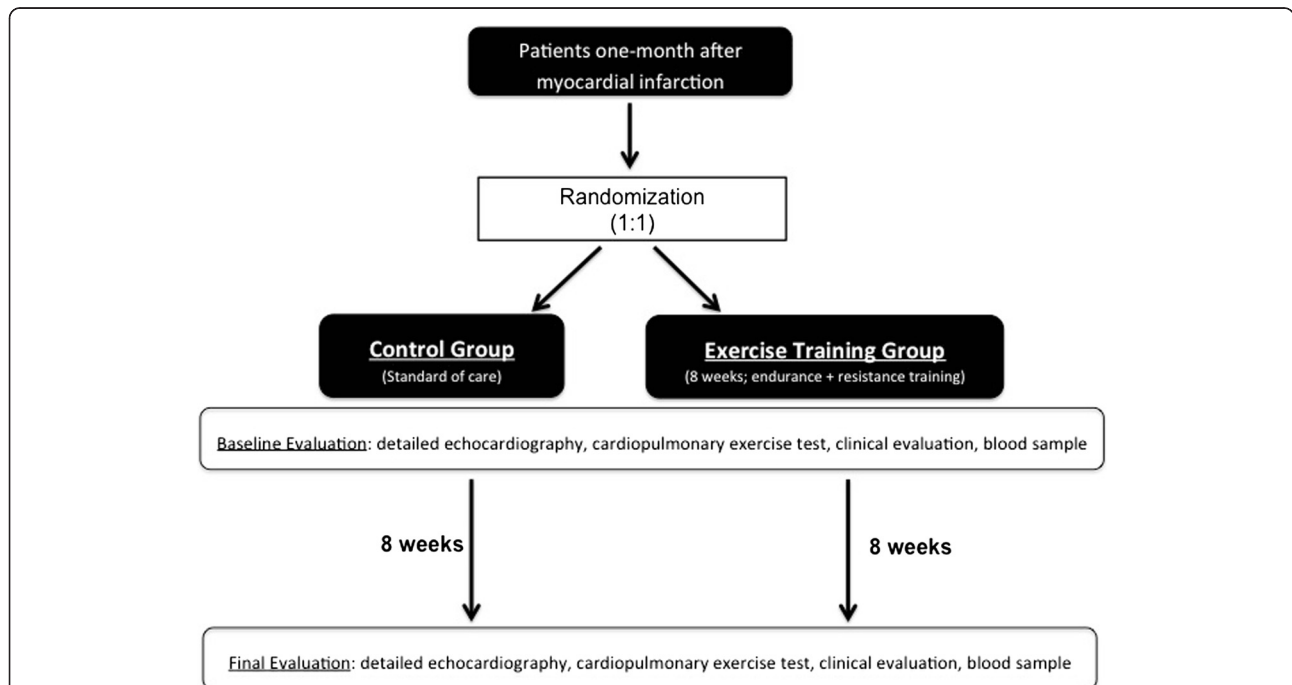 Patients one-month after
myocardial infarction
Randomization
(1:1)
Control Group
(Standard of care)
Exercise Training Group
(8 weeks; endurance + resistance training)
Baseline Evaluation: detailed echocardiography, cardiopulmonary exercise test, clinical evaluation, blood sample
8 weeks
8 weeks
Final Evaluation: detailed echocardiography, cardiopulmonary exercise test, clinical evaluation, blood sample